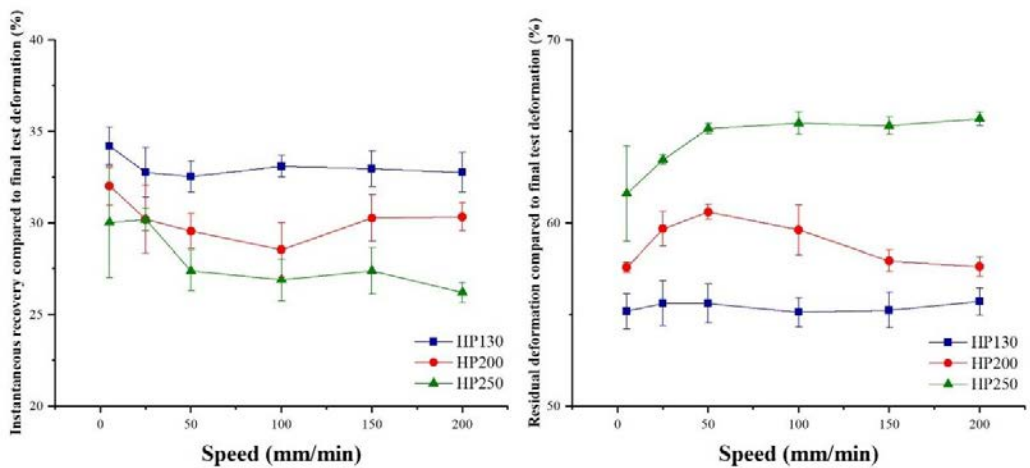 Instantaneous recovery compared to final test deformation (%)
40
35
30
25
20
0
50
100
150
200
Speed (mm/min)
HP130
HP200
HP250
Residual deformation compared to final test deformation (%)
70
60
50
0
50
100
150
200
Speed (mm/min)
HP130
HP200
HP250